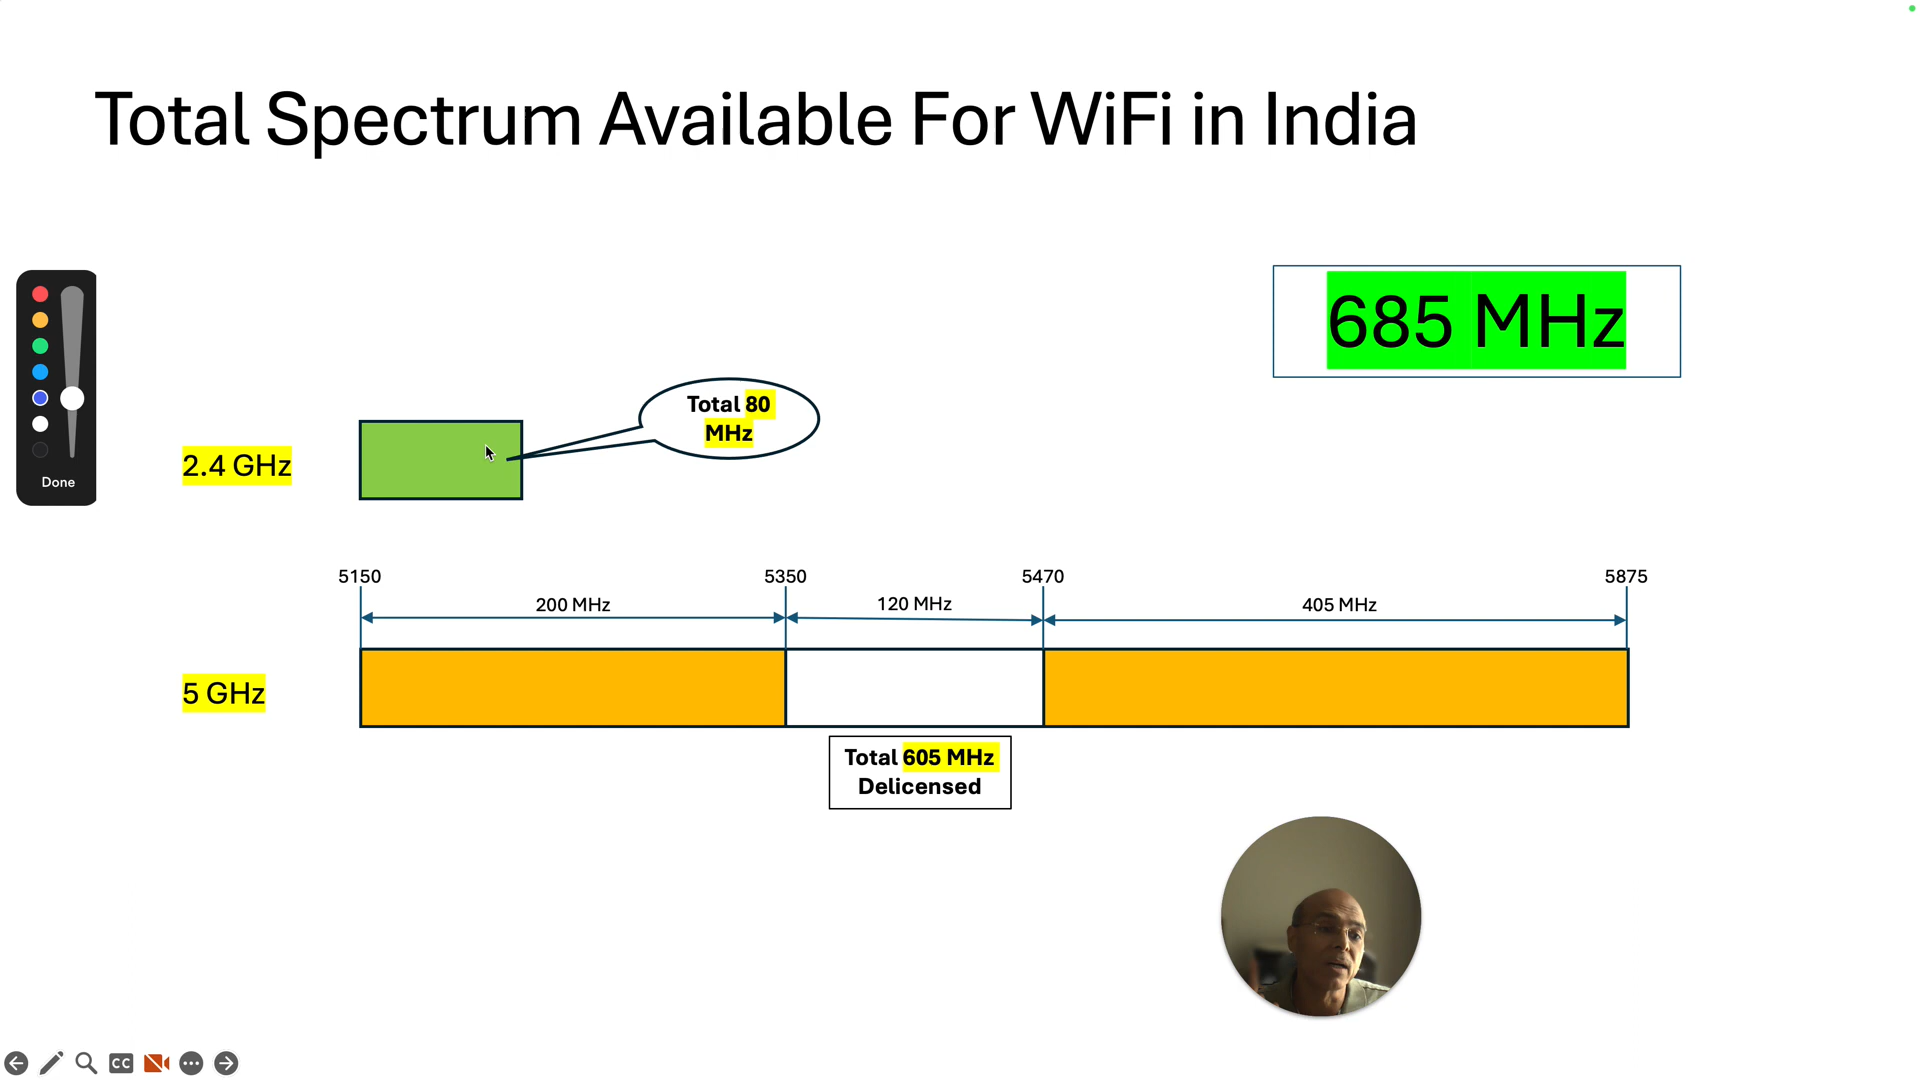 Total Spectrum Available For WiFi in India
685 MHz
Total 80
MHz
2.4 GHz
Done
5150
5350
5470
5875
200 MHz
120 MHz
405 MHz
5 GHz
Total 605 MHz
Delicensed
CC